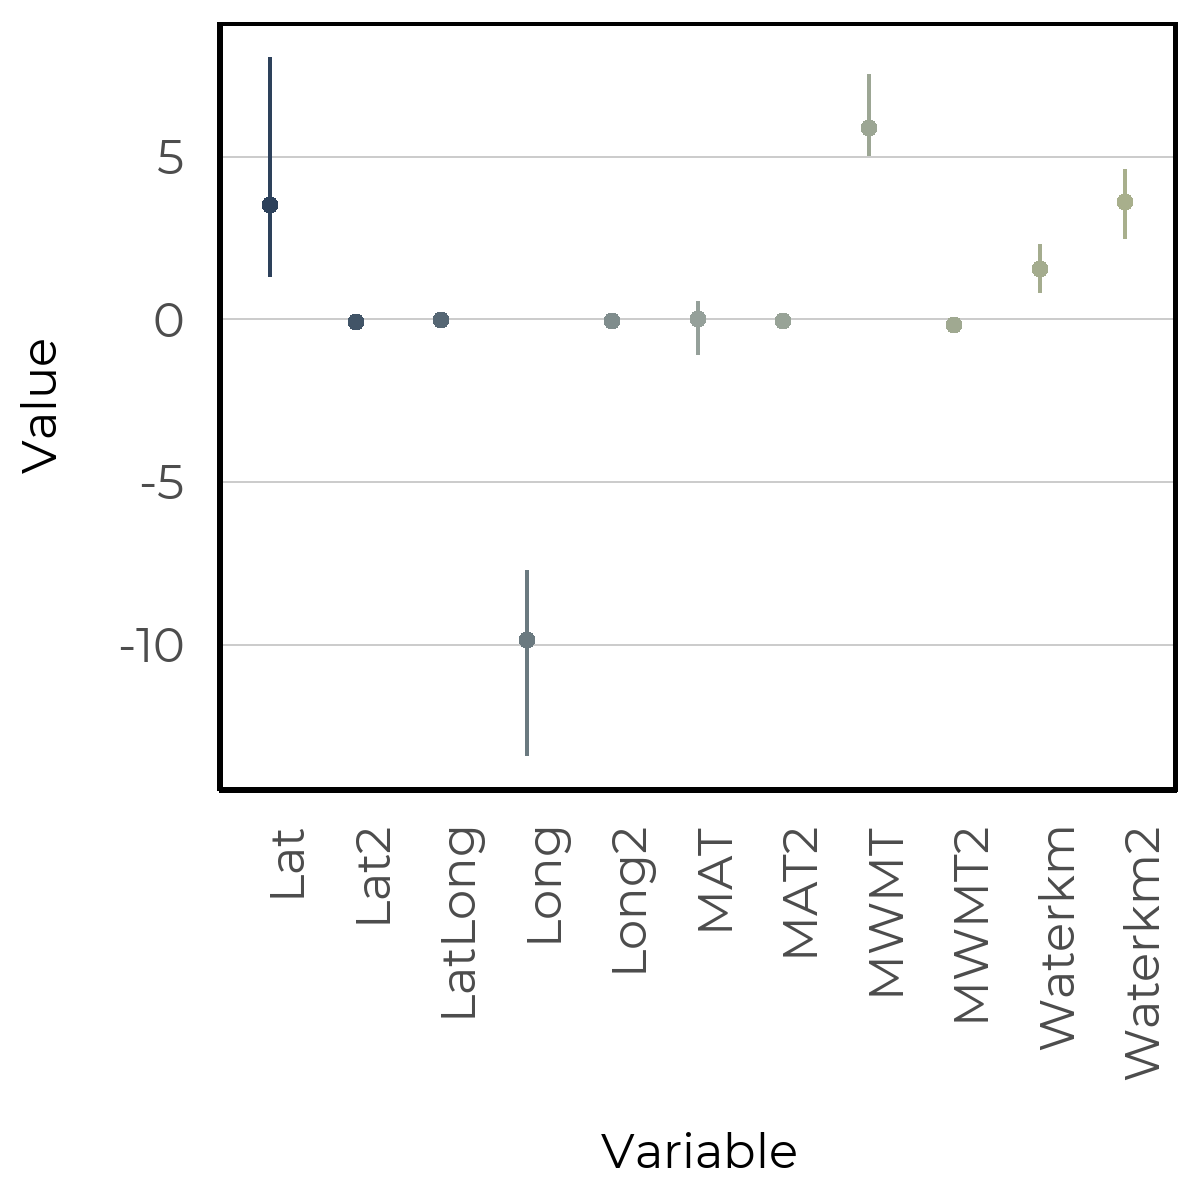 Value
5
0
-5
-10
Lat
Lat2
LatLong
Long
Long2
MAT
MAT2
MWMT
MWMT2
Waterkm
Waterkm2
Variable